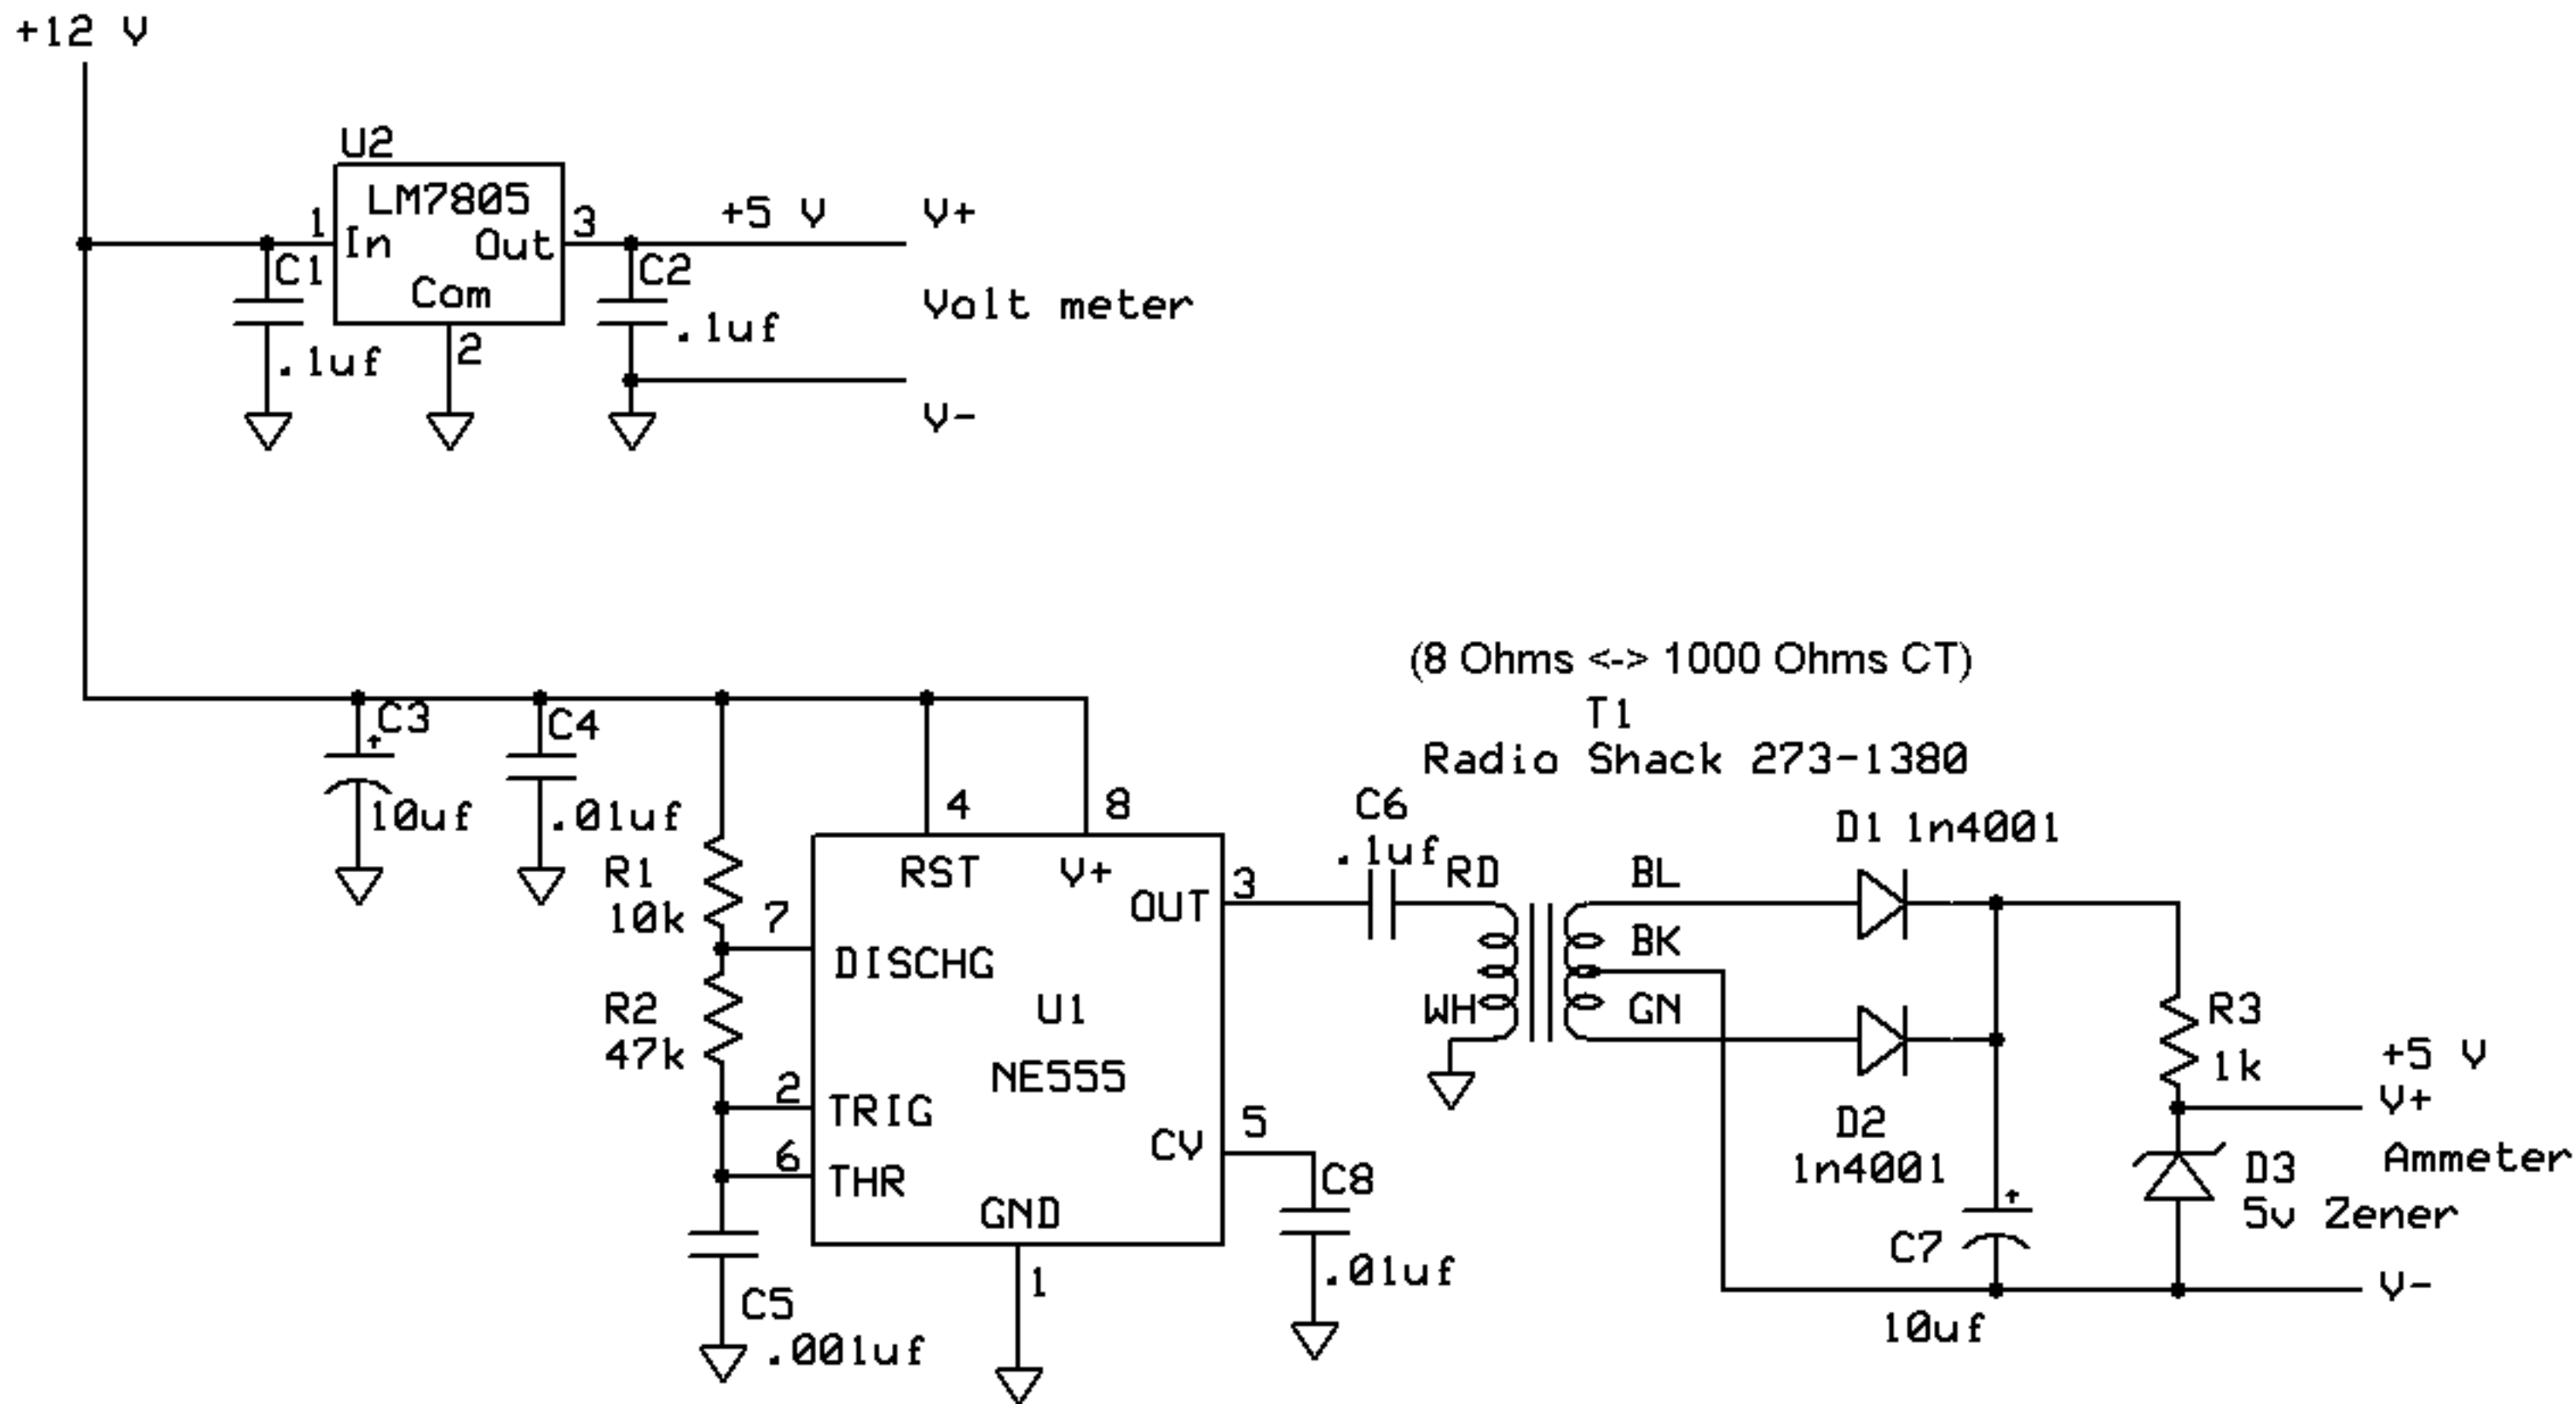 +12 V
U2
LM7805
1
In
Out
3
Com
2
C1
.1uf
C2
.1uf
+5 V
V+
Volt meter
V-
C3
+
10uf
C4
.01uf
R1
10k
R2
47k
7
DISCHG
2
TRIG
6
THR
4
RST
8
V+
OUT
3
U1
NE555
CV
5
GND
1
C5
.001uf
C8
.01uf
(8 Ohms <-> 1000 Ohms CT)
T1
Radio Shack 273-1380
C6
.1uf
RD
WH
BL
BK
GN
D1 1n4001
D2
1n4001
C7
+
10uf
R3
1k
D3
5v Zener
+5 V
V+
Ammeter
V-